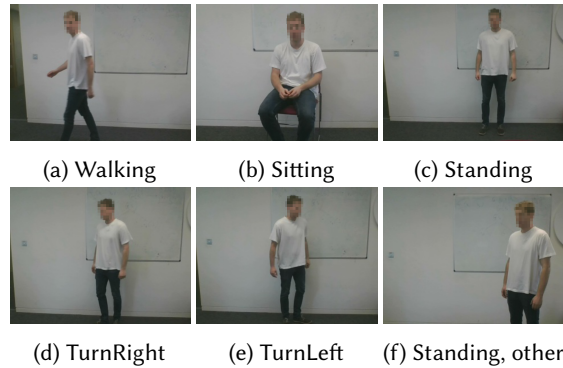 (a) Walking (b) Sitting (c) Standing
(d) TurnRight (e) TurnLeft (f) Standing, other